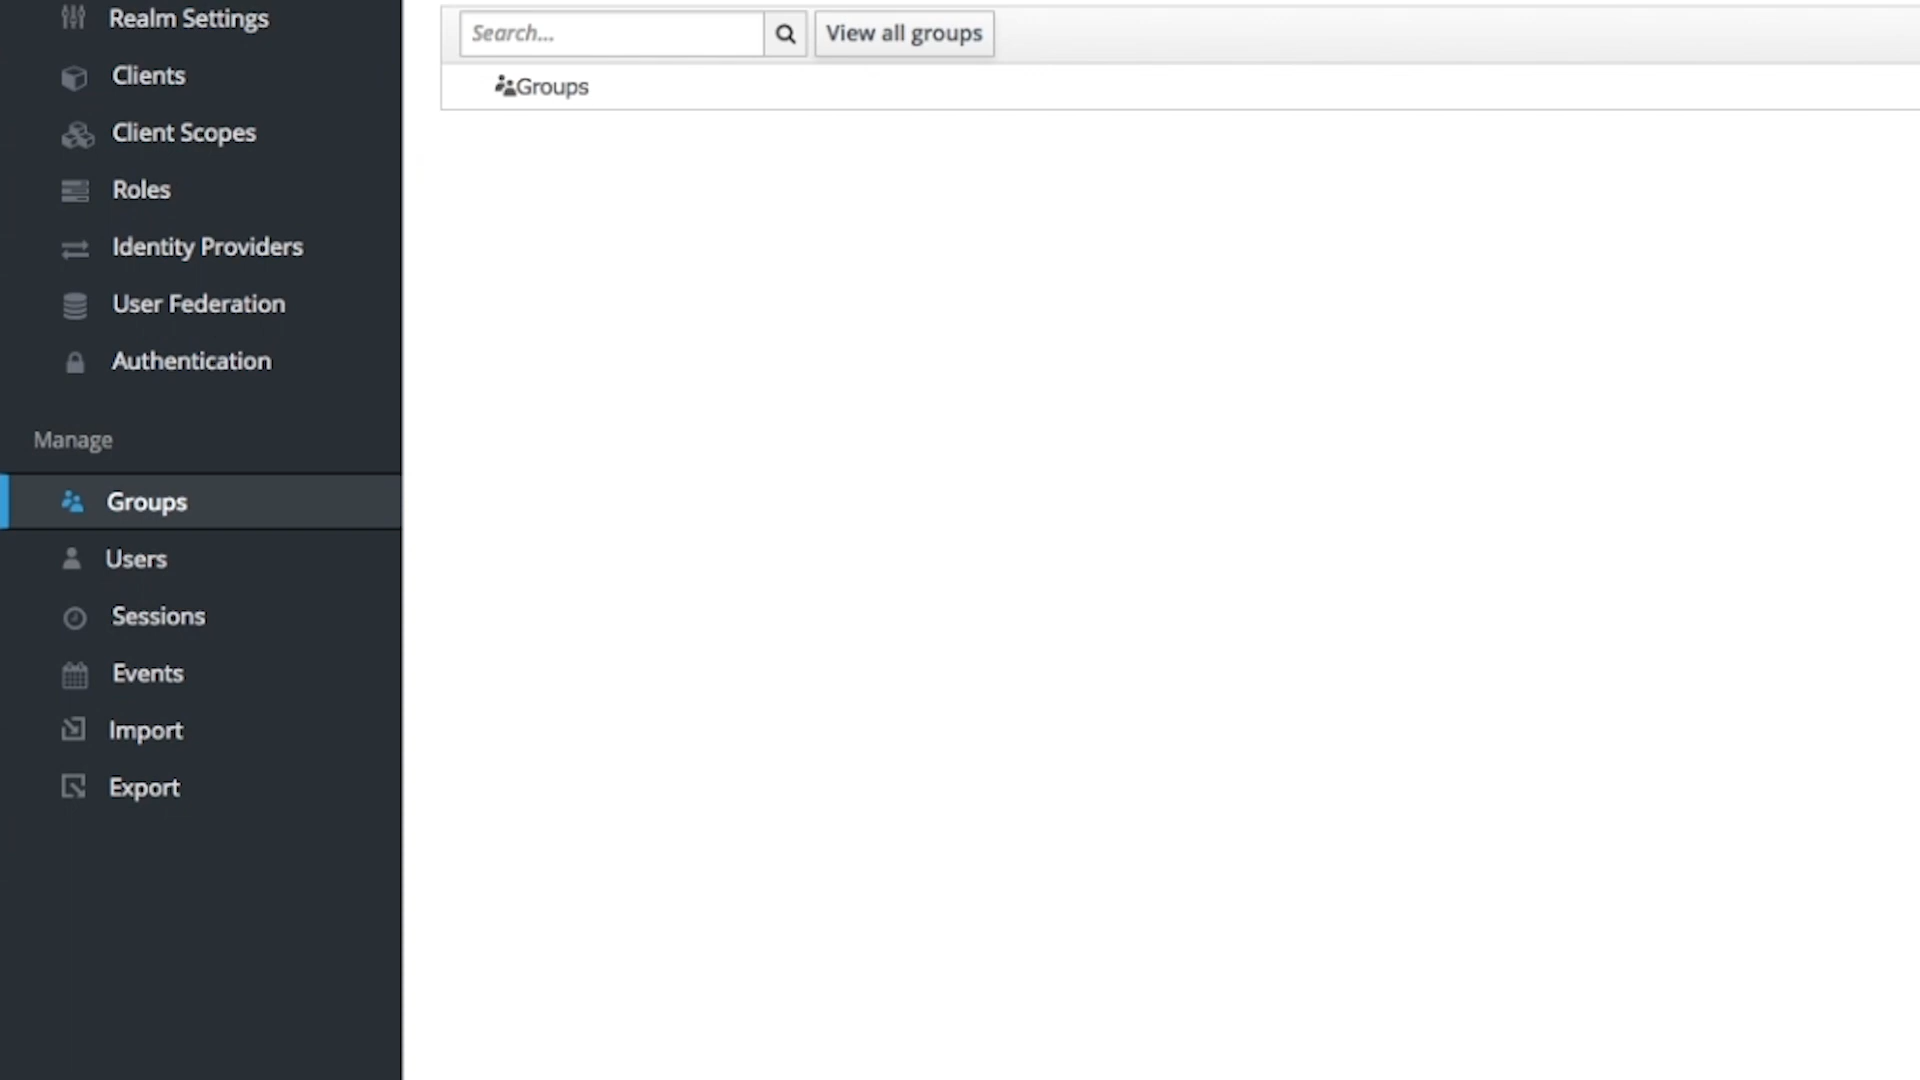 Realm Settings
Clients
Client Scopes
Roles
Identity Providers
User Federation
Authentication
Manage
Groups
Users
Sessions
Events
Import
Export
Search...
View all groups
Groups